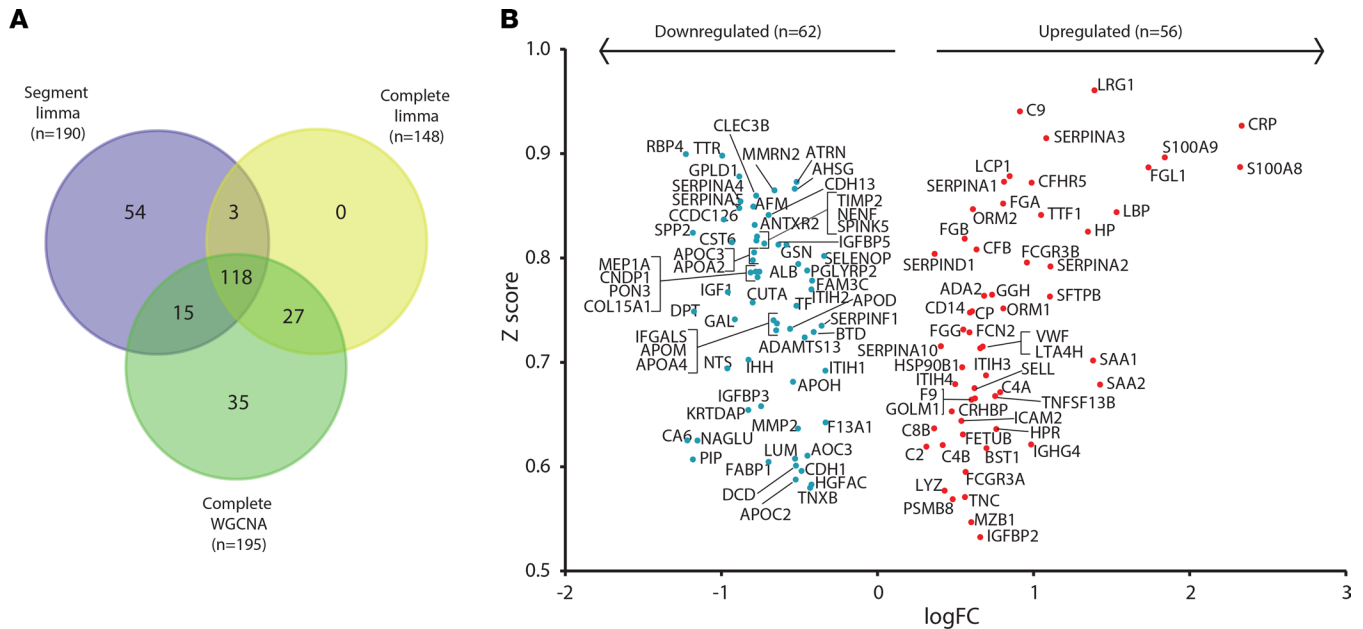 A
Segment
limma
(n=190)
Complete
limma
(n=148)
54
3
0
118
15
27
35
Complete
WGCNA
(n=195)
B
Downregulated (n=62)
Upregulated (n=56)
Z score
1.0
0.9
0.8
0.7
0.6
0.5
-2
-1
0
1
2
3
logFC
CLEC3B
RBP4
TTR
MMRN2
ATRN
GPLD1
AHSG
SERPINA4
CDH13
SERPINA5
AFM
TIMP2
CCDC126
NENF
SPP2
ANTXR2
SPINK5
CST6
IGFBP5
APOC3
GSN
SELENOP
APOA2
MEP1A
CNDP1
PON3
COL15A1
ALB
PGLYRP2
FAM3C
IGF1
CUTA
ITIH2
TF
APOD
DPT
GAL
SERPINF1
BTD
IFGALS
APOM
APOA4
ADAMTS13
NTS
IHH
ITIH1
APOH
IGFBP3
KRTDAP
MMP2
F13A1
CA6
NAGLU
PIP
LUM
AOC3
FABP1
CDH1
DCD
HGFAC
TNXB
APOC2
LRG1
C9
CRP
SERPINA3
S100A9
LCP1
FGL1
S100A8
SERPINA1
CFHR5
FGA
ORM2
TTF1
LBP
FGB
HP
CFB
SERPIND1
FCGR3B
SERPINA2
ADA2
GGH
SFTPB
CD14
CP
ORM1
FGG
FCN2
VWF
LTA4H
SERPINA10
HSP90B1
ITIH3
SAA1
SELL
ITIH4
C4A
SAA2
F9
GOLM1
CRHBP
TNFSF13B
ICAM2
C8B
FETUB
HPR
C2
C4B
BST1
IGHG4
FCGR3A
LYZ
PSMB8
TNC
MZB1
IGFBP2